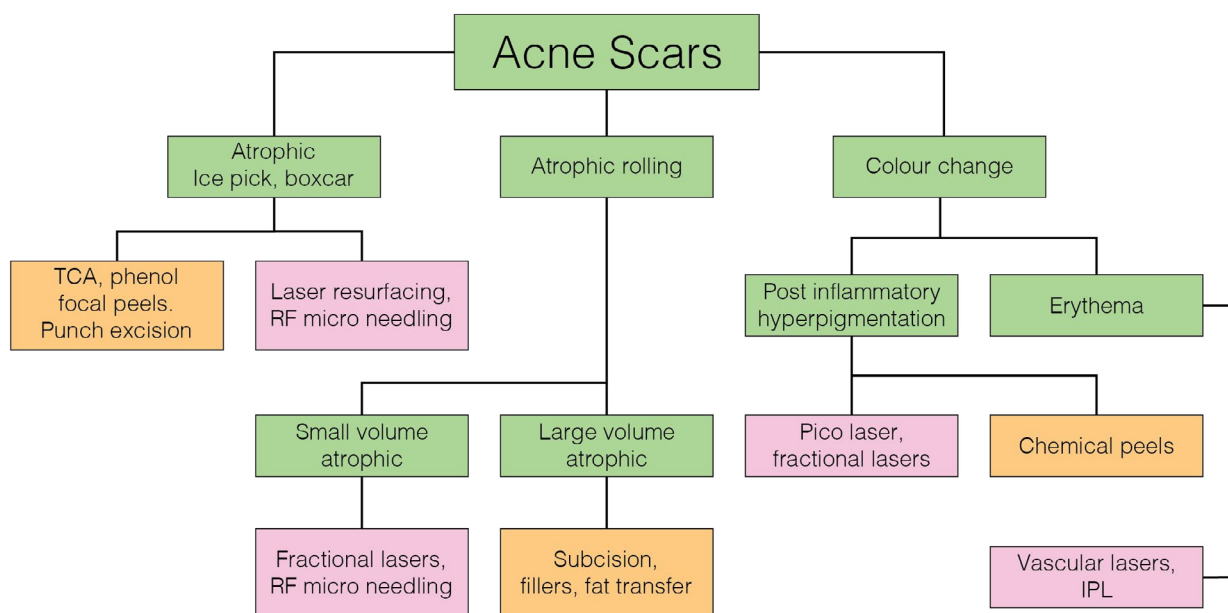 Acne Scars
Atrophic
Ice pick, boxcar
Atrophic rolling
Colour change
TCA, phenol
focal peels.
Punch excision
Laser resurfacing,
RF micro needling
Post inflammatory
hyperpigmentation
Erythema
Small volume
atrophic
Large volume
atrophic
Pico laser,
fractional lasers
Chemical peels
Fractional lasers,
RF micro needling
Subcision,
fillers, fat transfer
Vascular lasers,
IPL